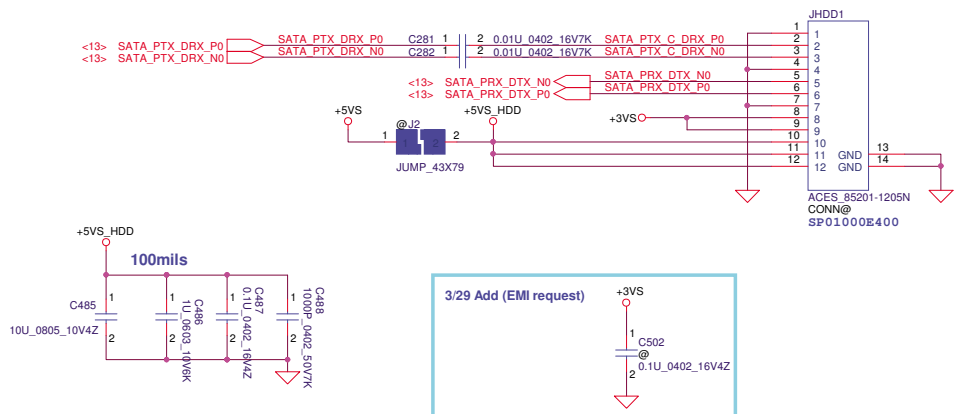 JHDD1
<13> SATA_PTX_DRX_P0 SATA_PTX_DRX_P0 C281 1 2 0.01U_0402_16V7K SATA_PTX_C_DRX_P0
<13> SATA_PTX_DRX_N0 SATA_PTX_DRX_N0 C282 1 2 0.01U_0402_16V7K SATA_PTX_C_DRX_N0
<13> SATA_PRX_DTX_N0 SATA_PRX_DTX_N0
<13> SATA_PRX_DTX_P0 SATA_PRX_DTX_P0
1 1
2 2
3 3
4 4
5 5
6 6
7 7
8 8
9 9
10 10
11 11
12 12
GND 13
GND 14
+5VS @J2 +5VS_HDD +3VS
1 1 2 2
JUMP_43X79
ACES_85201-1205N
CONN@
SP01000E400
+5VS_HDD
100mils
1 C485 2
10U_0805_10V4Z
1 C486 2
1U_0603_10V6K
1 C487 2
0.1U_0402_16V4Z
1 C488 2
1000P_0402_50V7K
3/29 Add (EMI request)
+3VS
1
C502
@
2 0.1U_0402_16V4Z